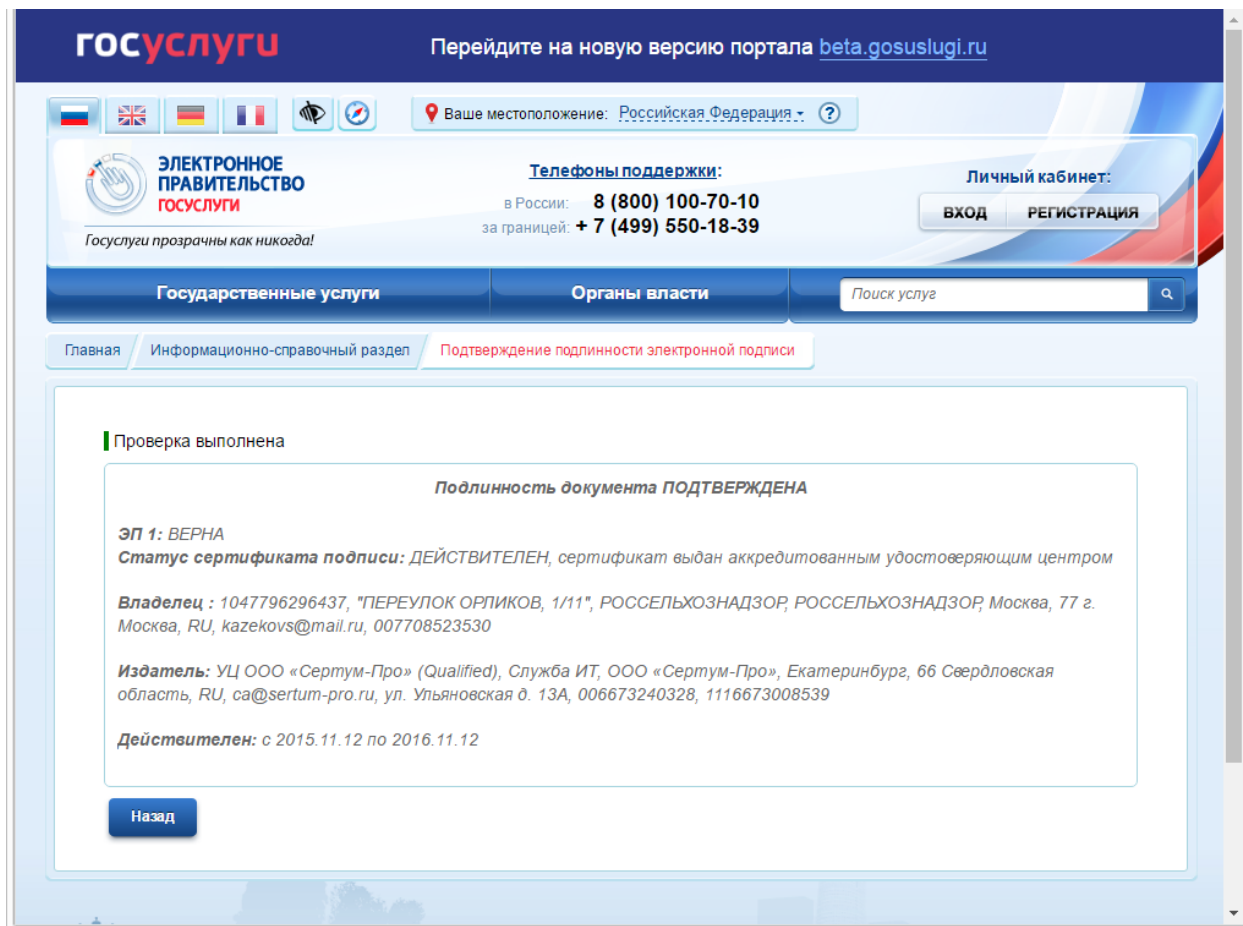 госуслуги
Перейдите на новую версию портала beta.gosuslugi.ru
Ваше местоположение: Российская Федерация
?
ЭЛЕКТРОННОЕ
ПРАВИТЕЛЬСТВО
ГОСУСЛУГИ
Госуслуги прозрачны как никогда!
Телефоны поддержки:
в России: 8 (800) 100-70-10
за границей: + 7 (499) 550-18-39
Личный кабинет:
ВХОД РЕГИСТРАЦИЯ
Государственные услуги
Органы власти
Поиск услуг
Главная
Информационно-справочный раздел
Подтверждение подлинности электронной подписи
Проверка выполнена
Подлинность документа ПОДТВЕРЖДЕНА
ЭП 1: ВЕРНА
Статус сертификата подписи: ДЕЙСТВИТЕЛЕН, сертификат выдан аккредитованным удостоверяющим центром
Владелец : 1047796296437, "ПЕРЕУЛОК ОРЛИКОВ, 1/11", РОССЕЛЬХОЗНАДЗОР, РОССЕЛЬХОЗНАДЗОР, Москва, 77 г.
Москва, RU, kazekovs@mail.ru, 007708523530
Издатель: УЦ ООО «Сертум-Про» (Qualified), Служба ИТ, ООО «Сертум-Про», Екатеринбург, 66 Свердловская
область, RU, ca@sertum-pro.ru, ул. Ульяновская д. 13А, 006673240328, 1116673008539
Действителен: с 2015.11.12 по 2016.11.12
Назад